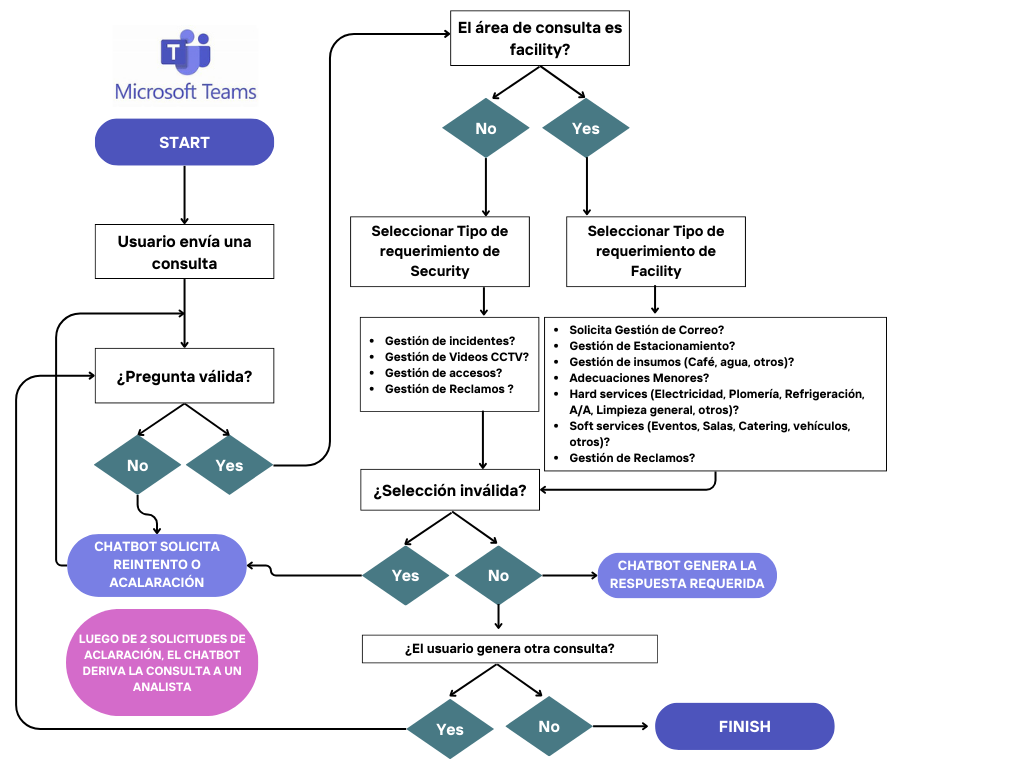 Microsoft Teams
START
Usuario envía una
consulta
¿Pregunta válida?
No
Yes
CHATBOT SOLICITA
REINTENTO O
ACALARACIÓN
LUEGO DE 2 SOLICITUDES DE
ACLARACIÓN, EL CHATBOT
DERIVA LA CONSULTA A UN
ANALISTA
El área de consulta es
facility?
No
Yes
Seleccionar Tipo de
requerimiento de
Security
Seleccionar Tipo de
requerimiento de
Facility
• Gestión de incidentes?
• Gestión de Videos CCTV?
• Gestión de accesos?
• Gestión de Reclamos ?
• Solicita Gestión de Correo?
• Gestión de Estacionamiento?
• Gestión de insumos (Café, agua, otros)?
• Adecuaciones Menores?
• Hard services (Electricidad, Plomería, Refrigeración,
A/A, Limpieza general, otros)?
• Soft services (Eventos, Salas, Catering, vehículos,
otros)?
• Gestión de Reclamos?
¿Selección inválida?
Yes
No
CHATBOT GENERA LA
RESPUESTA REQUERIDA
¿El usuario genera otra consulta?
Yes
No
FINISH